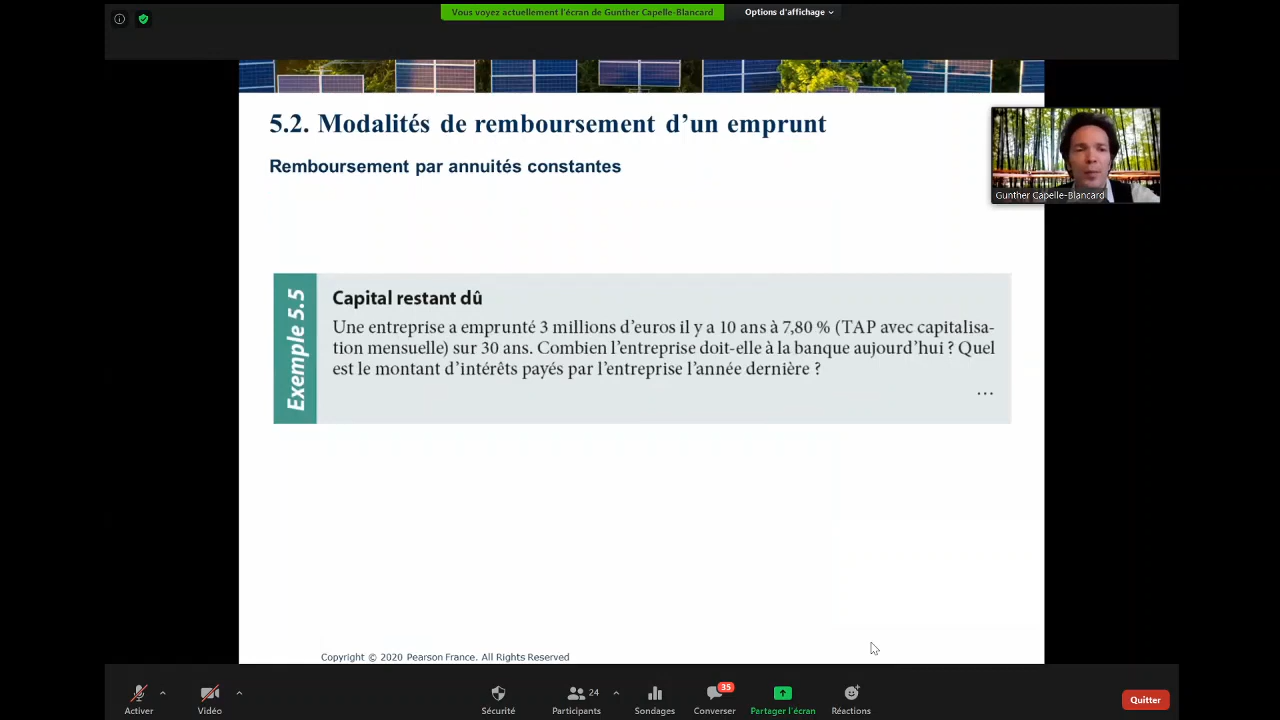 Vous voyez actuellement l'écran de Gunther Capelle-Blancard
Options d'affichage
5.2. Modalités de remboursement d’un emprunt
Remboursement par annuités constantes
Gunther Capelle-Blancard
Exemple 5.5
Capital restant dû
Une entreprise a emprunté 3 millions d’euros il y a 10 ans à 7,80 % (TAP avec capitalisa-
tion mensuelle) sur 30 ans. Combien l’entreprise doit-elle à la banque aujourd’hui ? Quel
est le montant d’intérêts payés par l’entreprise l’année dernière ?
...
Copyright © 2020 Pearson France. All Rights Reserved
24
35
Activer
Vidéo
Sécurité
Participants
Sondages
Converser
Partager l'écran
Réactions
Quitter